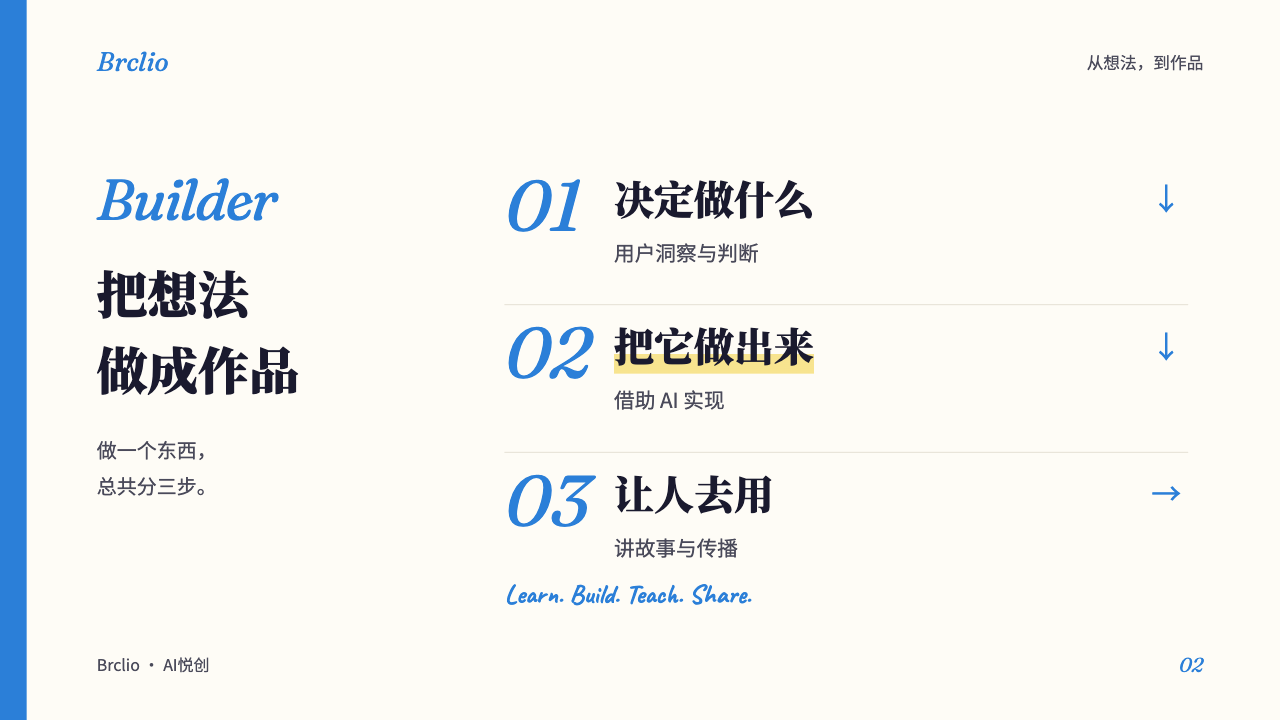 Brclio
从想法，到作品
Builder
把想法
做成作品
做一个东西，
总共分三步。
01
决定做什么
↓
用户洞察与判断
02
把它做出来
↓
借助 AI 实现
03
让人去用
→
讲故事与传播
Learn. Build. Teach. Share.
Brclio · AI悦创
02